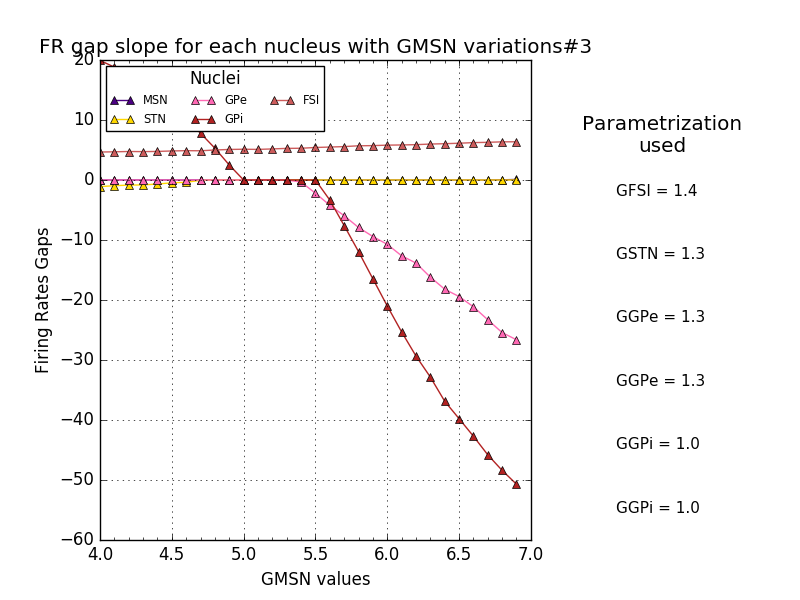 FR gap slope for each nucleus with GMSN variations#3
Nuclei
MSN GPe FSI
STN GPi
20
10
0
−10
−20
−30
−40
−50
−60
Firing Rates Gaps
4.0 4.5 5.0 5.5 6.0 6.5 7.0
GMSN values
Parametrization
used
GFSI = 1.4
GSTN = 1.3
GGPe = 1.3
GGPe = 1.3
GGPi = 1.0
GGPi = 1.0